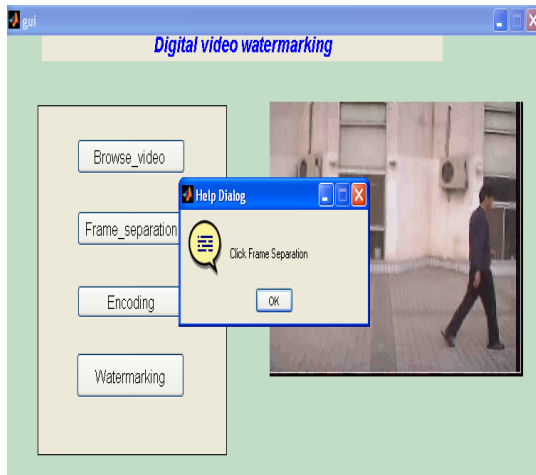 gui
Digital video watermarking
Browse_video
Help Dialog
Frame_separation
Click Frame Separation
OK
Encoding
Watermarking